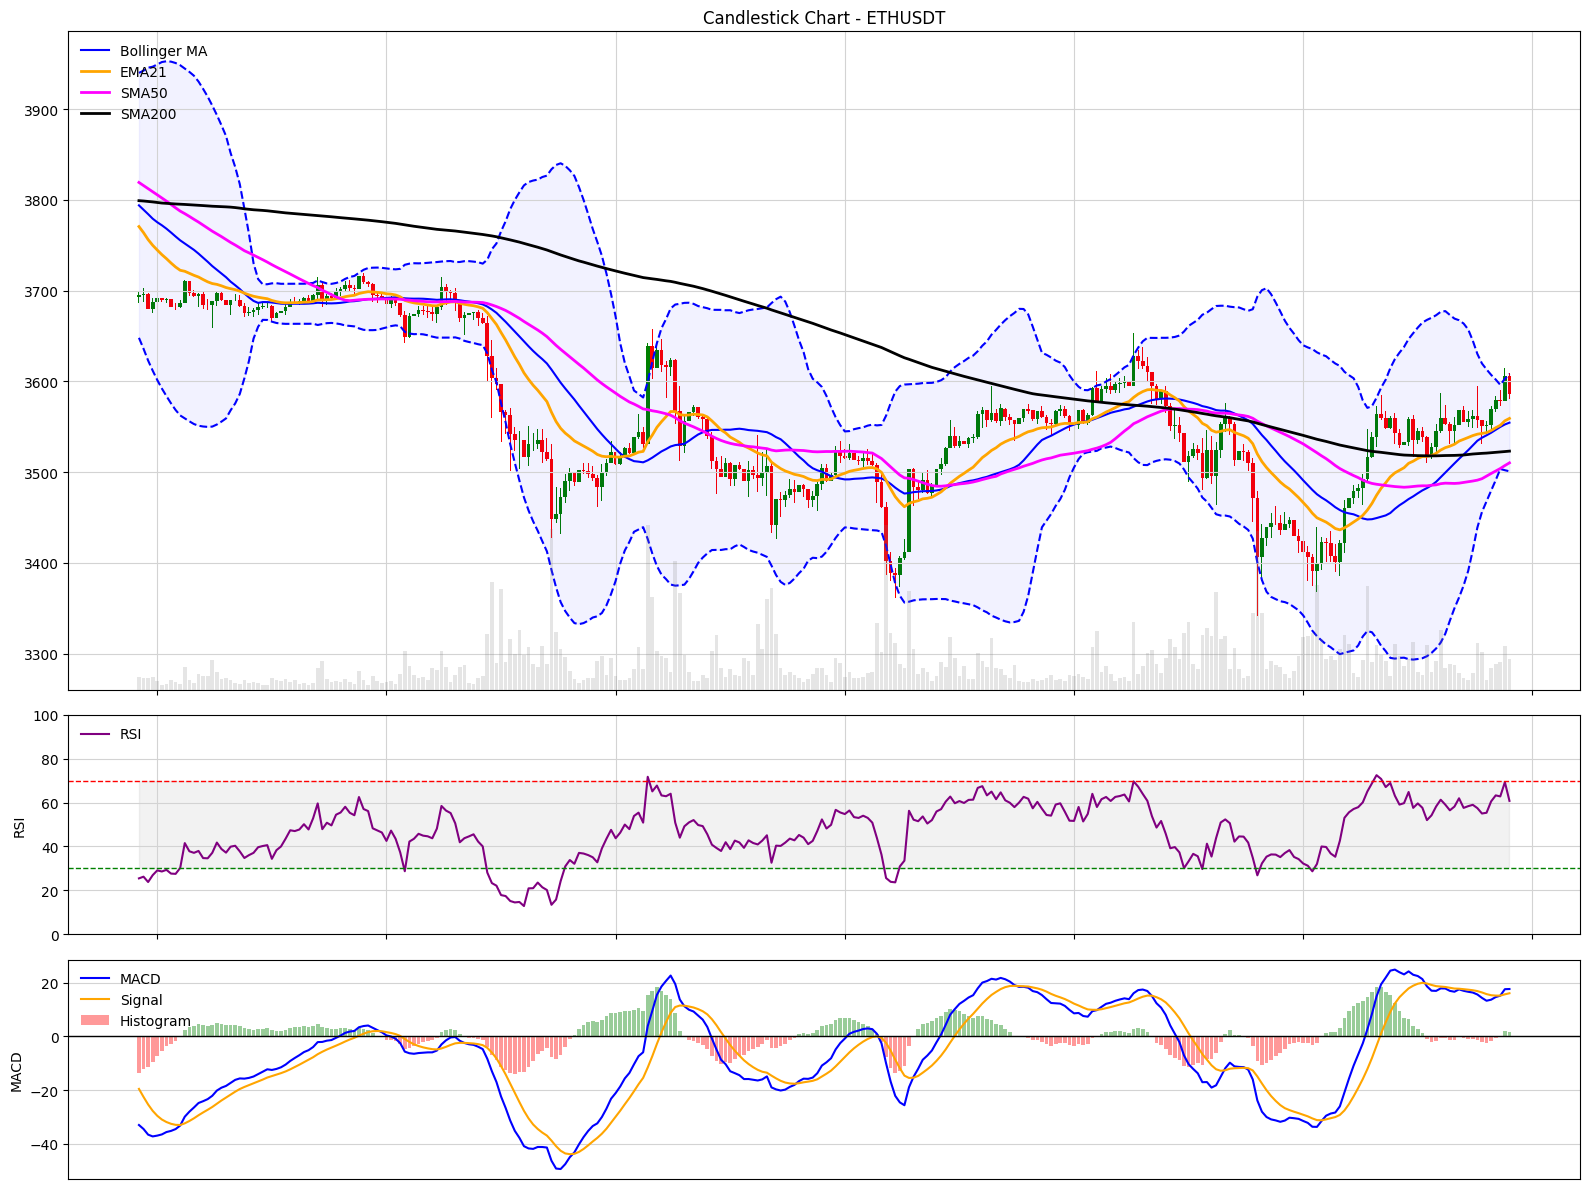 Candlestick Chart - ETHUSDT
Bollinger MA
EMA21
SMA50
SMA200
3900
3800
3700
3600
3500
3400
3300
RSI
100
80
60
40
20
0
RSI
MACD
Signal
Histogram
20
0
−20
−40
MACD